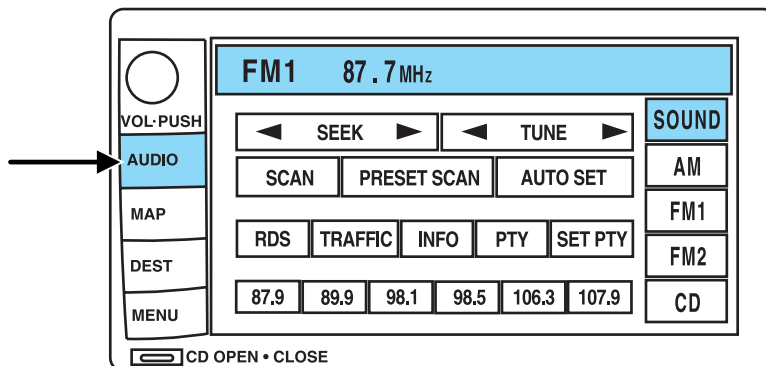 FM1 87.7 MHz
VOL·PUSH
AUDIO
MAP
DEST
MENU
◄ SEEK ► ◄ TUNE ►
SCAN PRESET SCAN AUTO SET
RDS TRAFFIC INFO PTY SET PTY
87.9 89.9 98.1 98.5 106.3 107.9
SOUND
AM
FM1
FM2
CD
CD OPEN • CLOSE